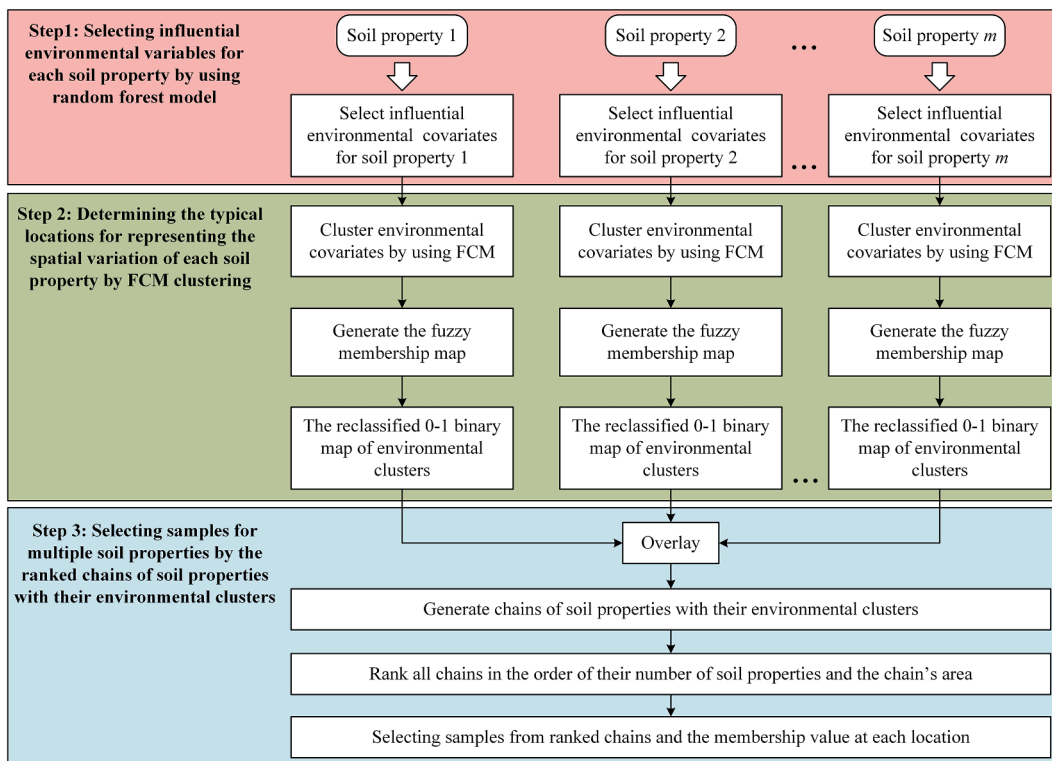 Step1: Selecting influential
environmental variables for
each soil property by using
random forest model
Soil property 1
Soil property 2
...
Soil property m
Select influential
environmental covariates
for soil property 1
Select influential
environmental covariates
for soil property 2
...
Select influential
environmental covariates
for soil property m
Step 2: Determining the typical
locations for representing the
spatial variation of each soil
property by FCM clustering
Cluster environmental
covariates by using FCM
Cluster environmental
covariates by using FCM
Cluster environmental
covariates by using FCM
Generate the fuzzy
membership map
Generate the fuzzy
membership map
Generate the fuzzy
membership map
The reclassified 0-1 binary
map of environmental
clusters
The reclassified 0-1 binary
map of environmental
clusters
...
The reclassified 0-1 binary
map of environmental
clusters
Step 3: Selecting samples for
multiple soil properties by the
ranked chains of soil properties
with their environmental clusters
Overlay
Generate chains of soil properties with their environmental clusters
Rank all chains in the order of their number of soil properties and the chain's area
Selecting samples from ranked chains and the membership value at each location